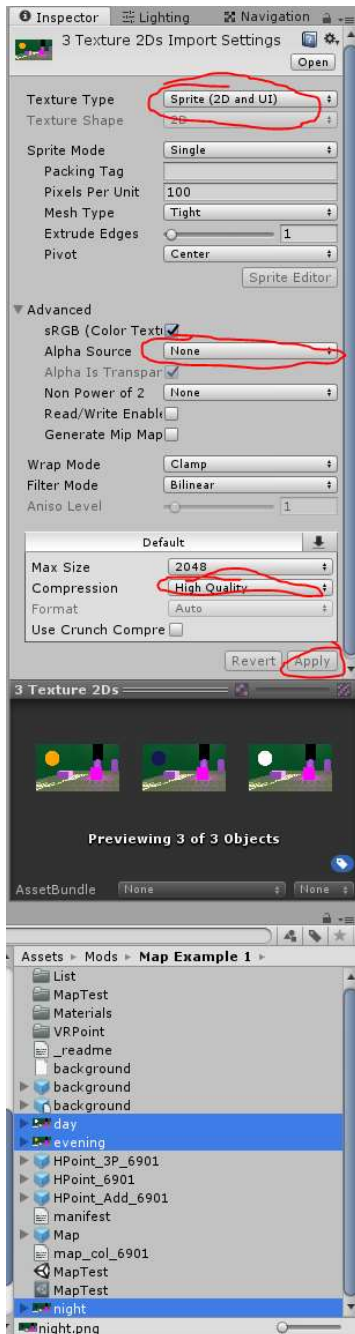 Inspector Lighting Navigation
3 Texture 2Ds Import Settings
Open
Texture Type Sprite (2D and UI)
Texture Shape 2D
Sprite Mode Single
Packing Tag
Pixels Per Unit 100
Mesh Type Tight
Extrude Edges 1
Pivot Center
Sprite Editor
Advanced
sRGB (Color Textu
Alpha Source None
Alpha Is Transpar
Non Power of 2 None
Read/Write Enable
Generate Mip Map
Wrap Mode Clamp
Filter Mode Bilinear
Aniso Level 1
Default
Max Size 2048
Compression High Quality
Format Auto
Use Crunch Compre
Revert Apply
3 Texture 2Ds
Previewing 3 of 3 Objects
AssetBundle None None
Assets Mods Map Example 1
List
MapTest
Materials
VRPoint
_readme
background
background
background
day
evening
HPoint_3P_6901
HPoint_6901
HPoint_Add_6901
manifest
Map
map_col_6901
MapTest
MapTest
night
night.png